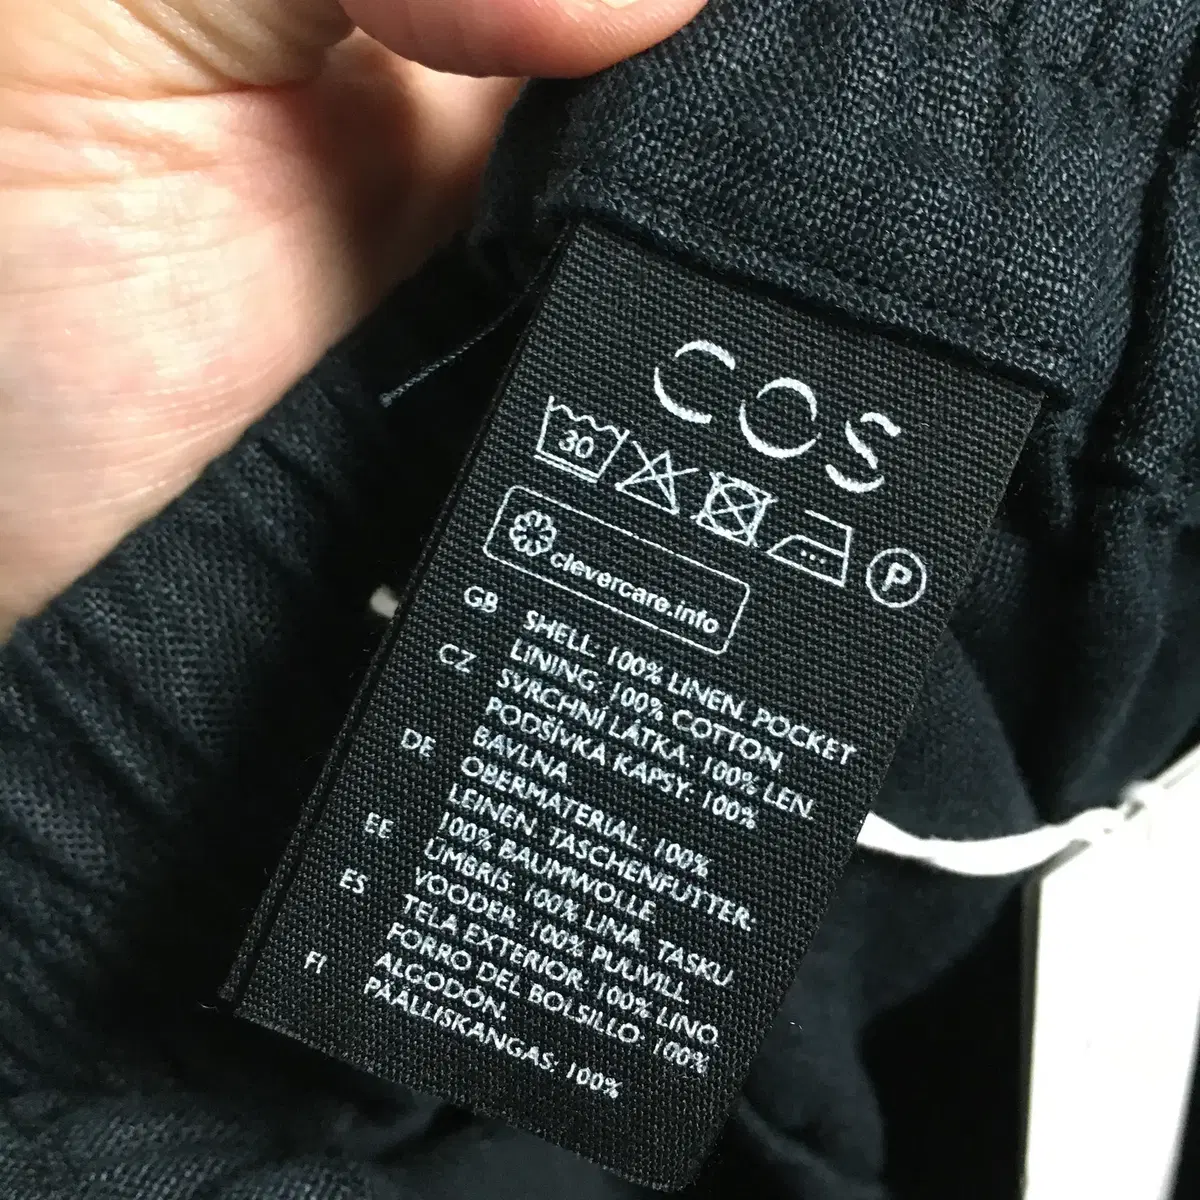 COS
30
P
clevercare.info
GB SHELL: 100% LINEN. POCKET
LINING: 100% COTTON
CZ SVRCHNÍ LÁTKA: 100% LEN.
PODŠÍVKA KAPSY: 100%
BAVLNA
DE OBERMATERIAL: 100%
LEINEN. TASCHENFUTTER:
100% BAUMWOLLE
EE ÜMBRIS: 100% LINA. TASKU
VOODER: 100% PUUVILL.
ES TELA EXTERIOR: 100% LINO.
FORRO DEL BOLSILLO: 100%
ALGODÓN.
FI PÄÄLLISKANGAS: 100%